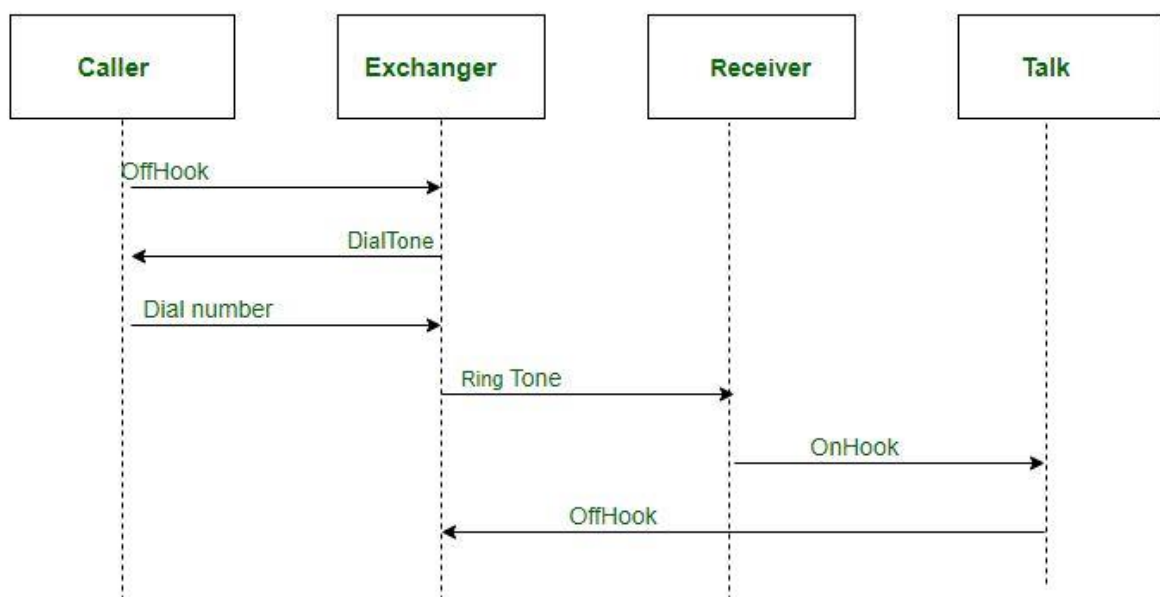 Caller
Exchanger
Receiver
Talk
OffHook
DialTone
Dial number
Ring Tone
OnHook
OffHook